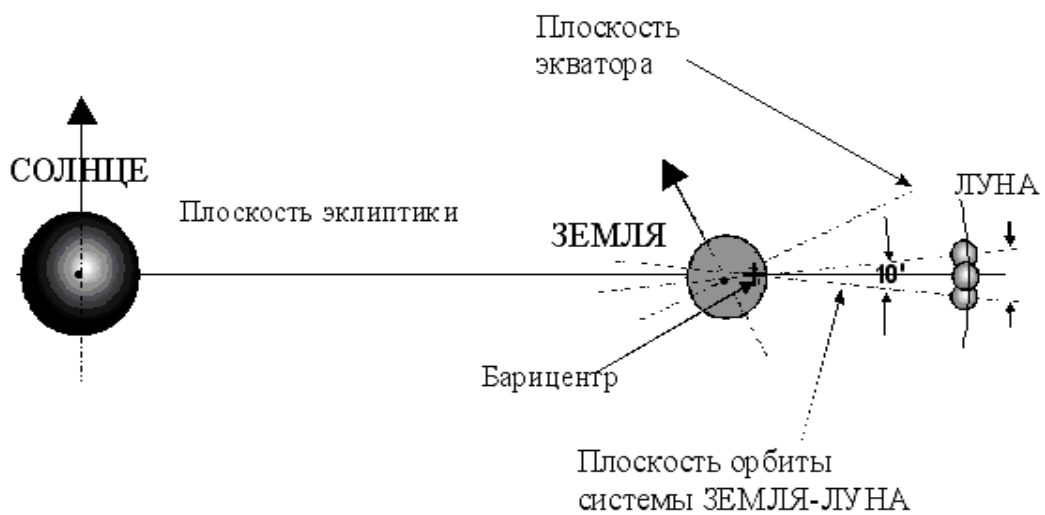 Плоскость
экватора
СОЛНЦЕ
ЛУНА
Плоскость эклиптики
ЗЕМЛЯ
10'
Барицентр
Плоскость орбиты
системы ЗЕМЛЯ-ЛУНА